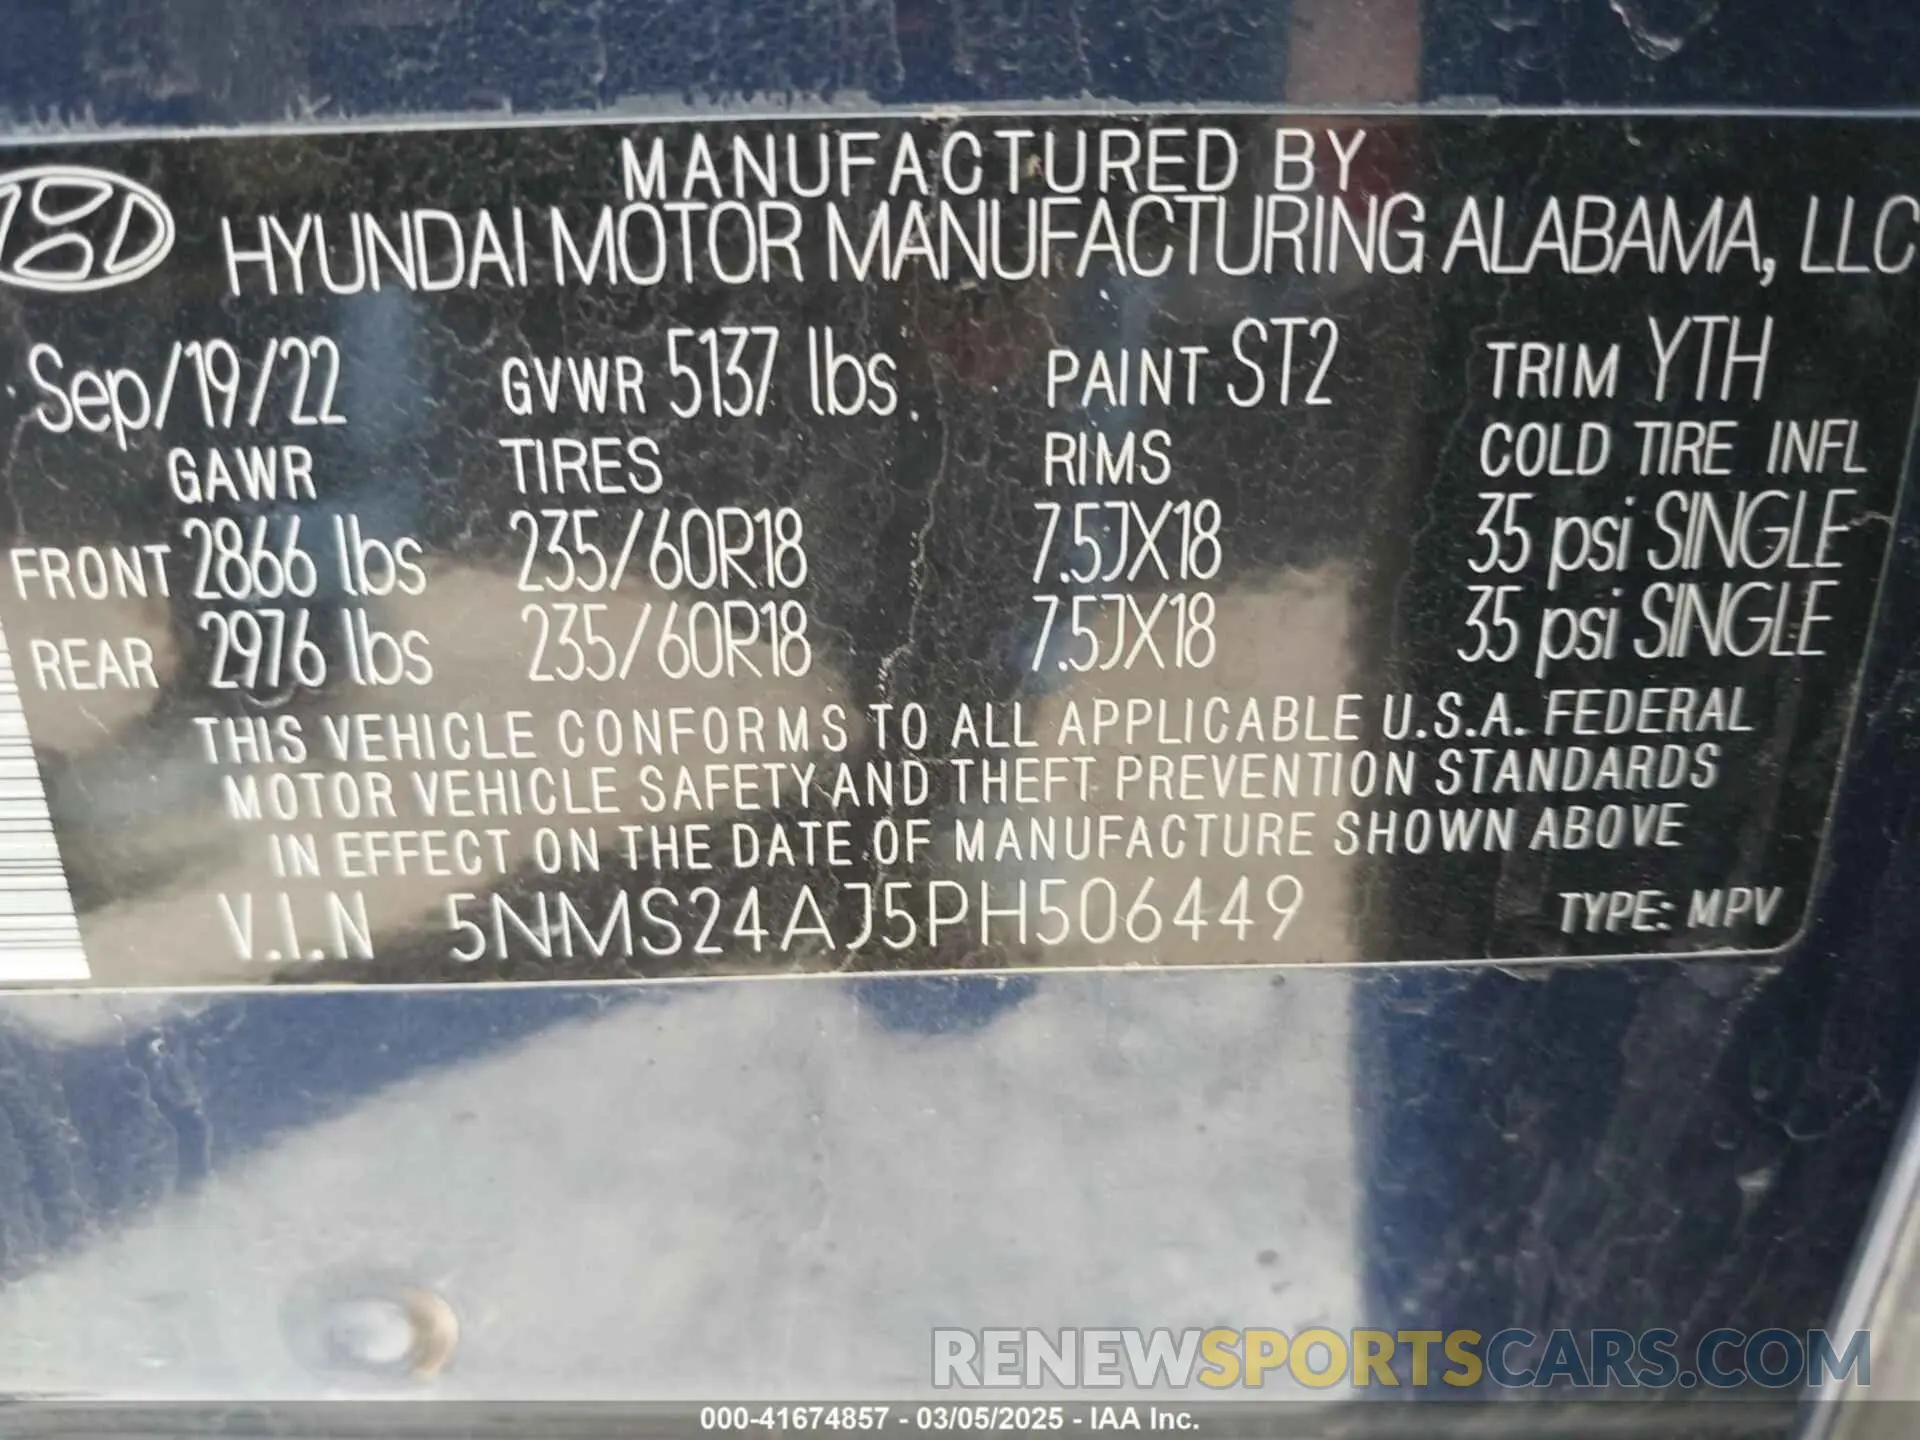 MANUFACTURED BY
HYUNDAI MOTOR MANUFACTURING ALABAMA, LLC
Sep/19/22 GVWR 5137 lbs. PAINT ST2 TRIM YTH
GAWR TIRES RIMS COLD TIRE INFL
FRONT 2866 lbs 235/60R18 7.5JX18 35 psi SINGLE
REAR 2976 lbs 235/60R18 7.5JX18 35 psi SINGLE
THIS VEHICLE CONFORMS TO ALL APPLICABLE U.S.A. FEDERAL
MOTOR VEHICLE SAFETY AND THEFT PREVENTION STANDARDS
IN EFFECT ON THE DATE OF MANUFACTURE SHOWN ABOVE
V.I.N 5NMS24AJ5PH506449 TYPE: MPV
RENEWSPORTSCARS.COM
000-41674857 - 03/05/2025 - IAA Inc.